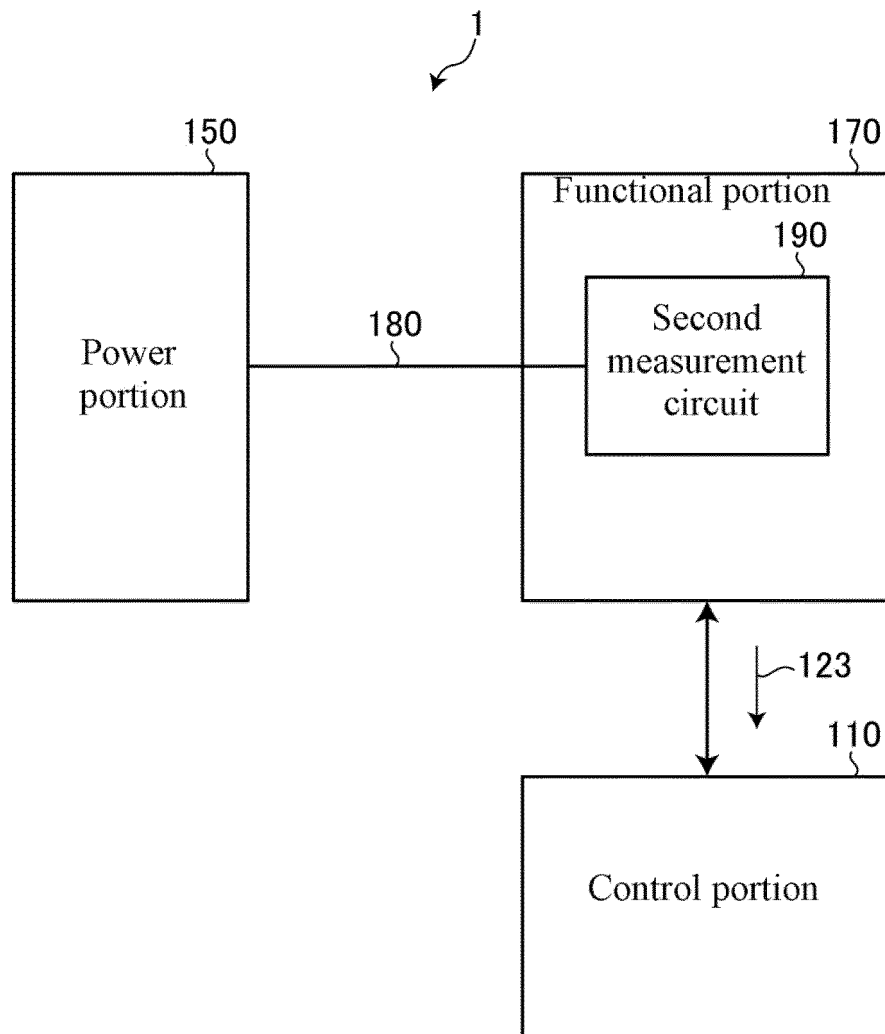 1
150
170
Functional portion
190
180
Second
measurement
circuit
Power
portion
123
110
Control portion